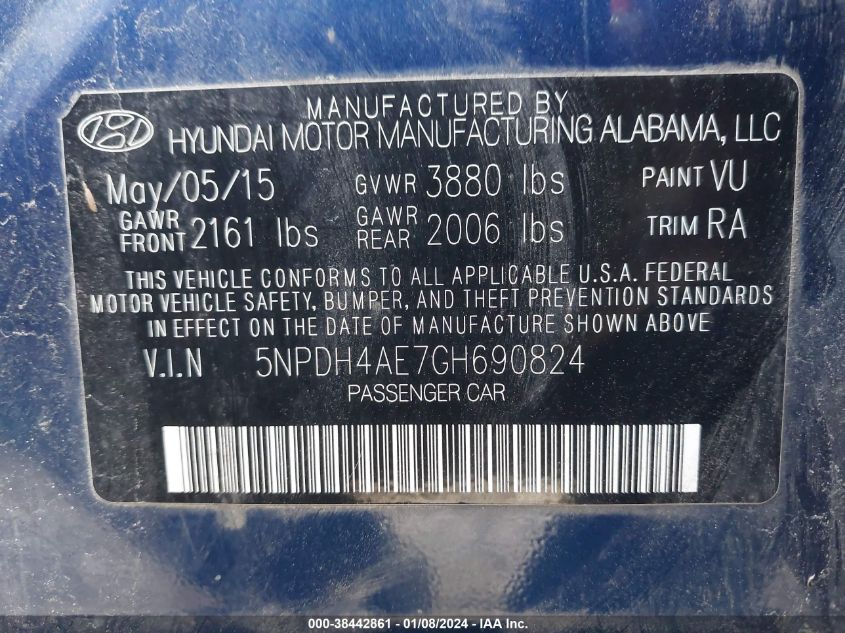 MANUFACTURED BY
HYUNDAI MOTOR MANUFACTURING ALABAMA, LLC
May/05/15 GVWR 3880 lbs PAINT VU
GAWR FRONT 2161 lbs GAWR REAR 2006 lbs TRIM RA
THIS VEHICLE CONFORMS TO ALL APPLICABLE U.S.A. FEDERAL
MOTOR VEHICLE SAFETY, BUMPER, AND THEFT PREVENTION STANDARDS
IN EFFECT ON THE DATE OF MANUFACTURE SHOWN ABOVE
V.I.N 5NPDH4AE7GH690824
PASSENGER CAR
000-38442861 - 01/08/2024 - IAA Inc.